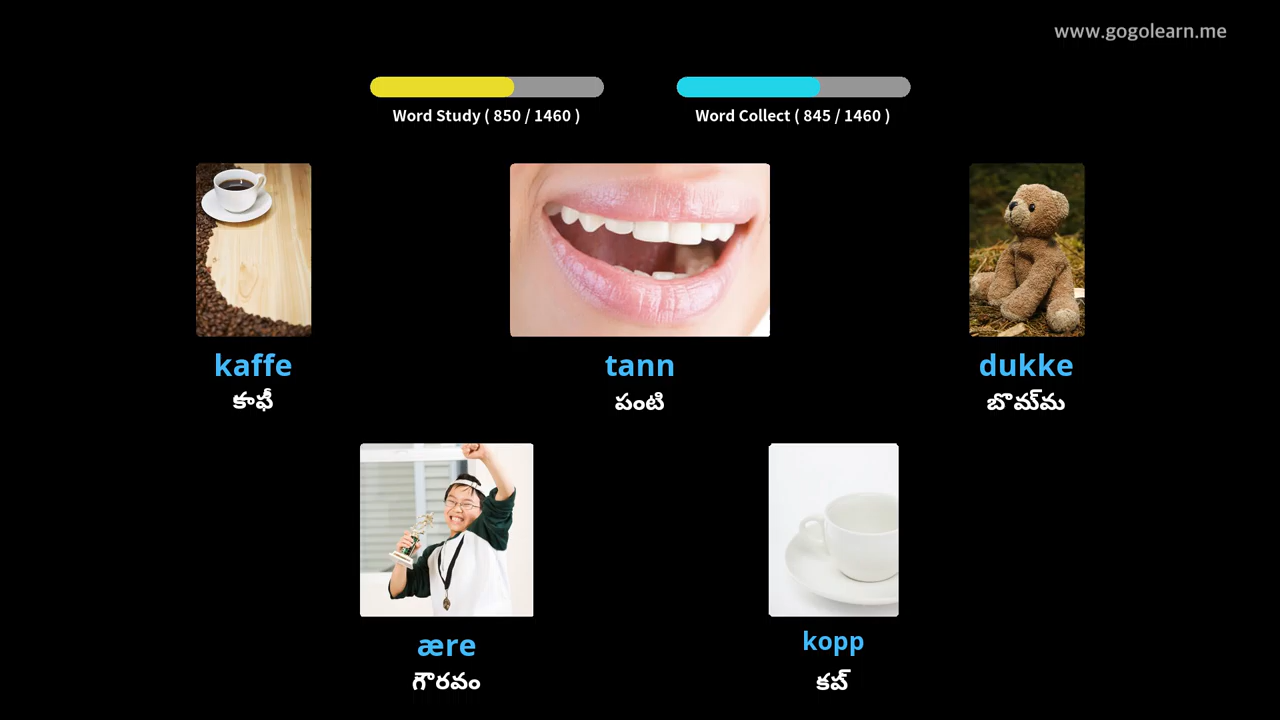 www.gogolearn.me
Word Study ( 850 / 1460 )
Word Collect ( 845 / 1460 )
kaffe
కాఫీ
tann
పంటి
dukke
బొమ్‌మ
ære
గౌరవం
kopp
కప్